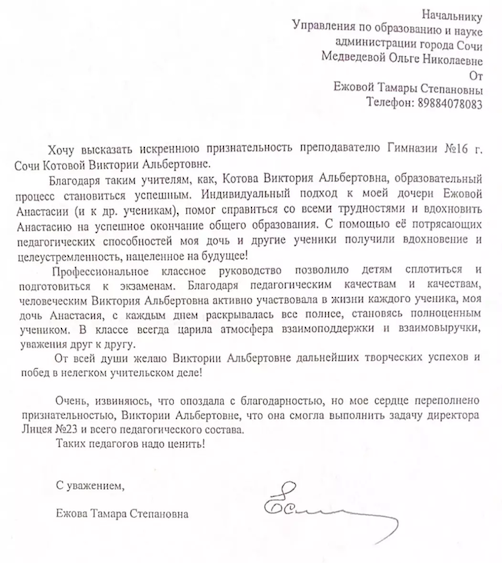 Начальнику
Управления по образованию и науке
администрации города Сочи
Медведевой Ольге Николаевне
От
Ежовой Тамары Степановны
Телефон: 89884078083
Хочу высказать искреннюю признательность преподавателю Гимназии №16 г.
Сочи Котовой Виктории Альбертовне.
Благодаря таким учителям, как, Котова Виктория Альбертовна, образовательный
процесс становиться успешным. Индивидуальный подход к моей дочери Ежовой
Анастасии (и к др. ученикам), помог справиться со всеми трудностями и вдохновить
Анастасию на успешное окончание общего образования. С помощью её потрясающих
педагогических способностей моя дочь и другие ученики получили вдохновение и
целеустремленность, нацеленное на будущее!
Профессиональное классное руководство позволило детям сплотиться и
подготовиться к экзаменам. Благодаря педагогическим качествам и качествам,
человеческим Виктория Альбертовне активно участвовала в жизни каждого ученика, моя
дочь Анастасия, с каждым днем раскрывалась все полнее, становясь полноценным
учеником. В классе всегда царила атмосфера взаимоподдержки и взаимовыручки,
уважения друг к другу.
От всей души желаю Виктории Альбертовне дальнейших творческих успехов и
побед в нелегком учительском деле!
Очень, извиняюсь, что опоздала с благодарностью, но мое сердце переполнено
признательностью, Виктории Альбертовне, что она смогла выполнить задачу директора
Лицея №23 и всего педагогического состава.
Таких педагогов надо ценить!
С уважением,
Ежова Тамара Степановна